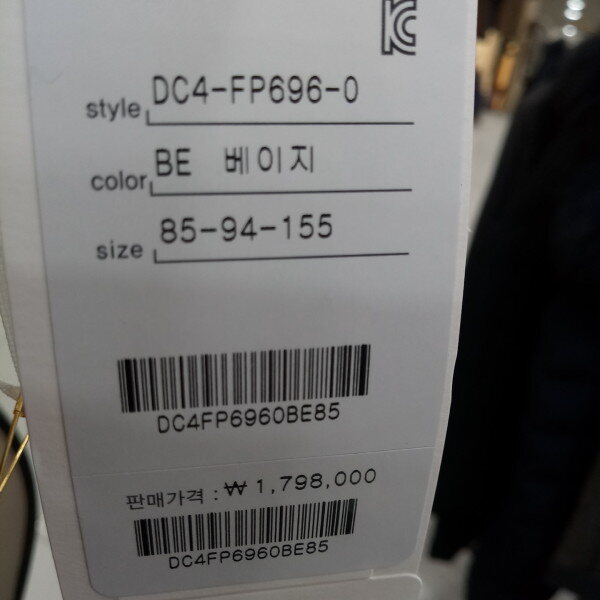 style DC4-FP696-0
color BE 베이지
size 85-94-155
DC4FP6960BE85
판매가격 : ₩ 1,798,000
DC4FP6960BE85